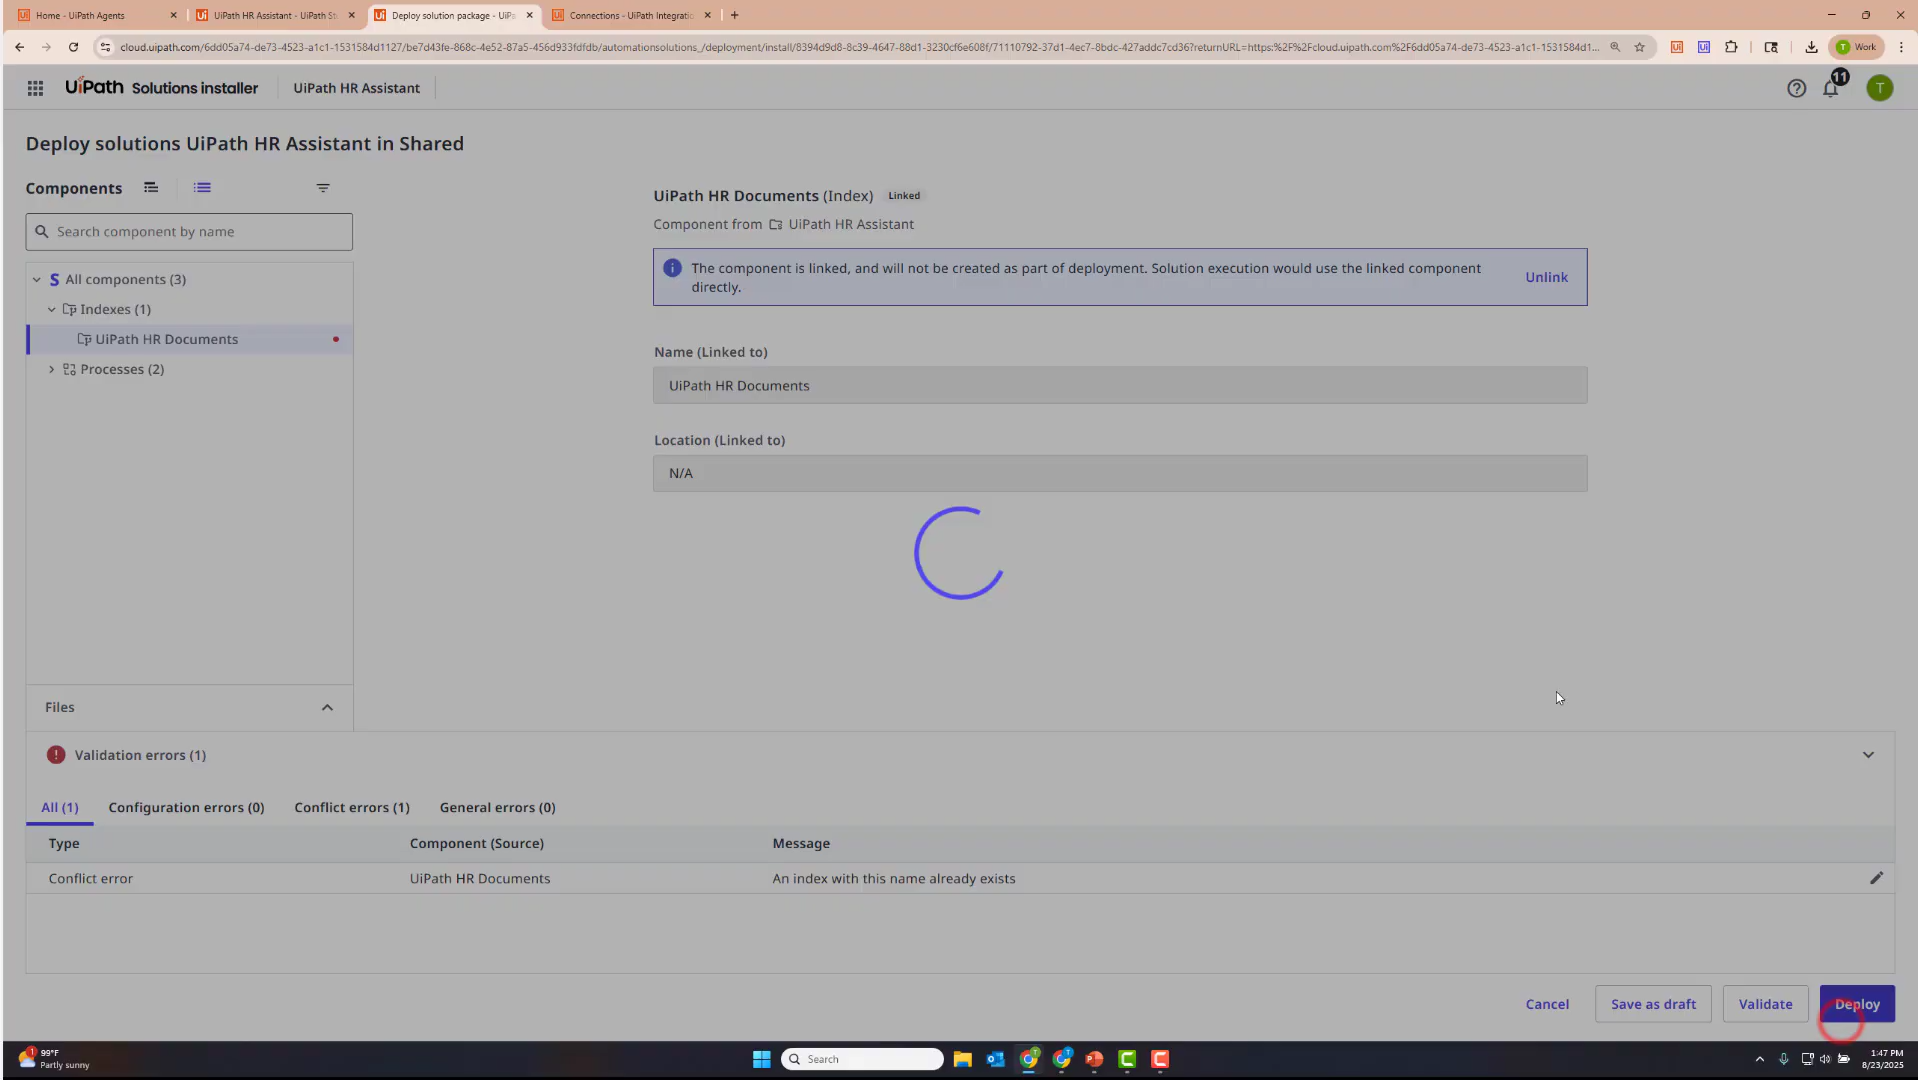 Home - UiPath Agents
UiPath HR Assistant - UiPath St
Deploy solution package - UiPa
Connections - UiPath Integratio
cloud.uipath.com/6dd05a74-de73-4523-a1c1-1531584d1127/be7d43fe-868c-4e52-87a5-456d933fdfdb/automationsolutions_/deployment/install/8394d9d8-8c39-4647-88d1-3230cf6e608f/71110792-37d1-4ec7-8bdc-427addc7cd36?returnURL=https:%2F%2Fcloud.uipath.com%2F6dd05a74-de73-4523-a1c1-1531584d1...
Work
UiPath Solutions installer
UiPath HR Assistant
11
T
Deploy solutions UiPath HR Assistant in Shared
Components
Search component by name
All components (3)
Indexes (1)
UiPath HR Documents
Processes (2)
Files
UiPath HR Documents (Index) Linked
Component from UiPath HR Assistant
The component is linked, and will not be created as part of deployment. Solution execution would use the linked component
directly.
Unlink
Name (Linked to)
UiPath HR Documents
Location (Linked to)
N/A
Validation errors (1)
All (1) Configuration errors (0) Conflict errors (1) General errors (0)
Type Component (Source) Message
Conflict error UiPath HR Documents An index with this name already exists
Cancel Save as draft Validate Deploy
1
99°F
Partly sunny
Search
1:47 PM
8/23/2025